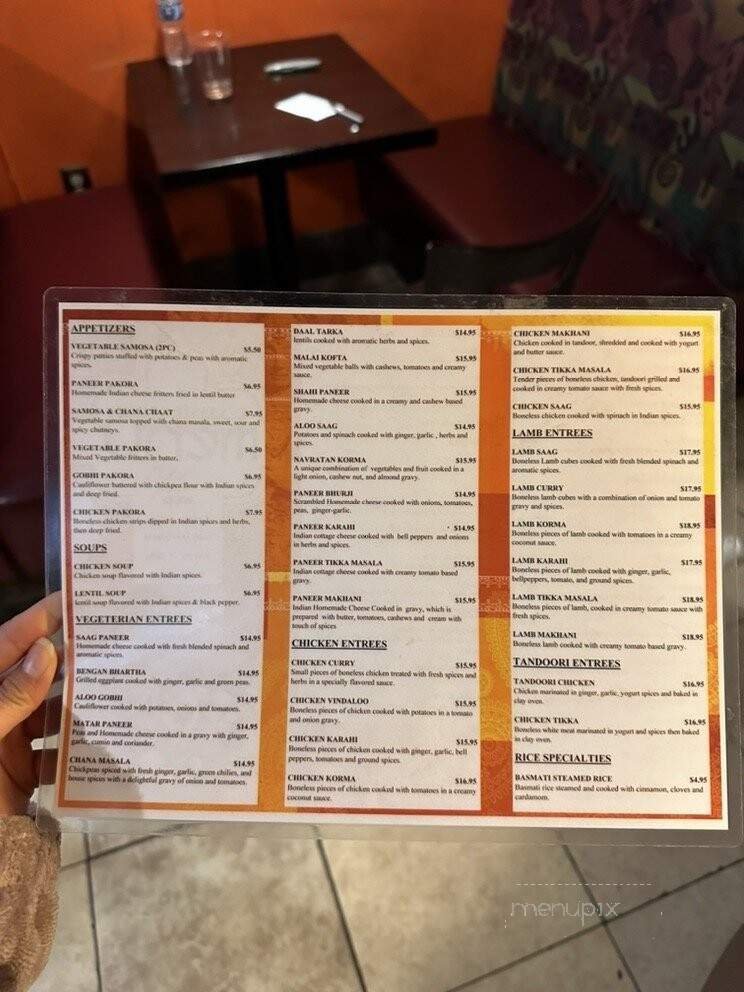 APPETIZERS
VEGETABLE SAMOSA (2PC) $5.50
Crispy patties stuffed with potatoes & peas with aromatic
spices.
PANEER PAKORA $6.95
Homemade Indian cheese fritters fried in lentil butter
SAMOSA & CHANA CHAAT $7.95
Vegetable samosa topped with chana masala, sweet, sour and
spicy chutneys.
VEGETABLE PAKORA $6.50
Mixed Vegetable fritters in butter,
GOBHI PAKORA $6.95
Cauliflower buttered with chickpea flour with Indian spices
and deep fried.
CHICKEN PAKORA $7.95
Boneless chicken strips dipped in Indian spices and herbs,
then deep fried.
SOUPS
CHICKEN SOUP $6.95
Chicken soup flavored with Indian spices.
LENTIL SOUP $6.95
lentil soup flavored with Indian spices & black pepper.
VEGETERIAN ENTREES
SAAG PANEER $14.95
Homemade cheese cooked with fresh blended spinach and
aromatic spices.
BENGAN BHARTHA $14.95
Grilled eggplant cooked with ginger, garlic and green peas.
ALOO GOBHI $14.95
Cauliflower cooked with potatoes, onions and tomatoes.
MATAR PANEER $14.95
Peas and Homemade cheese cooked in a gravy with ginger,
garlic, cumin and coriander.
CHANA MASALA $14.95
Chickpeas spiced with fresh ginger, garlic, green chilies, and
house spices with a delightful gravy of onion and tomatoes.
DAAL TARKA $14.95
lentils cooked with aromatic herbs and spices.
MALAI KOFTA $15.95
Mixed vegetable balls with cashews, tomatoes and creamy
sauce.
SHAHI PANEER $15.95
Homemade cheese cooked in a creamy and cashew based
gravy.
ALOO SAAG $14.95
Potatoes and spinach cooked with ginger, garlic , herbs and
spices.
NAVRATAN KORMA $15.95
A unique combination of vegetables and fruit cooked in a
light onion, cashew nut, and almond gravy.
PANEER BHURJI $14.95
Scrambled Homemade cheese cooked with onions, tomatoes,
peas, ginger-garlic.
PANEER KARAHI $14.95
Indian cottage cheese cooked with bell peppers and onions
in herbs and spices.
PANEER TIKKA MASALA $15.95
Indian cottage cheese cooked with creamy tomato based
gravy.
PANEER MAKHANI $15.95
Indian Homemade Cheese Cooked in gravy, which is
prepared with butter, tomatoes, cashews and cream with
touch of spices
CHICKEN ENTREES
CHICKEN CURRY $15.95
Small pieces of boneless chicken treated with fresh spices and
herbs in a specially flavored sauce.
CHICKEN VINDALOO $15.95
Boneless pieces of chicken cooked with potatoes in a tomato
and onion gravy.
CHICKEN KARAHI $15.95
Boneless pieces of chicken cooked with ginger, garlic, bell
peppers, tomatoes and ground spices.
CHICKEN KORMA $16.95
Boneless pieces of chicken cooked with tomatoes in a creamy
coconut sauce.
CHICKEN MAKHANI $16.95
Chicken cooked in tandoor, shredded and cooked with yogurt
and butter sauce.
CHICKEN TIKKA MASALA $16.95
Tender pieces of boneless chicken, tandoori grilled and
cooked in creamy tomato sauce with fresh spices.
CHICKEN SAAG $15.95
Boneless chicken cooked with spinach in Indian spices.
LAMB ENTREES
LAMB SAAG $17.95
Boneless Lamb cubes cooked with fresh blended spinach and
aromatic spices.
LAMB CURRY $17.95
Boneless lamb cubes with a combination of onion and tomato
gravy and spices.
LAMB KORMA $18.95
Boneless pieces of lamb cooked with tomatoes in a creamy
coconut sauce.
LAMB KARAHI $17.95
Boneless pieces of lamb cooked with ginger, garlic,
bellpeppers, tomato, and ground spices.
LAMB TIKKA MASALA $18.95
Boneless pieces of lamb, cooked in creamy tomato sauce with
fresh spices.
LAMB MAKHANI $18.95
Boneless lamb cooked with creamy tomato based gravy.
TANDOORI ENTREES
TANDOORI CHICKEN $16.95
Chicken marinated in ginger, garlic, yogurt spices and baked in
clay oven.
CHICKEN TIKKA $16.95
Boneless white meat marinated in yogurt and spices then baked
in clay oven.
RICE SPECIALTIES
BASMATI STEAMED RICE $4.95
Basmati rice steamed and cooked with cinnamon, cloves and
cardamom.
menupix